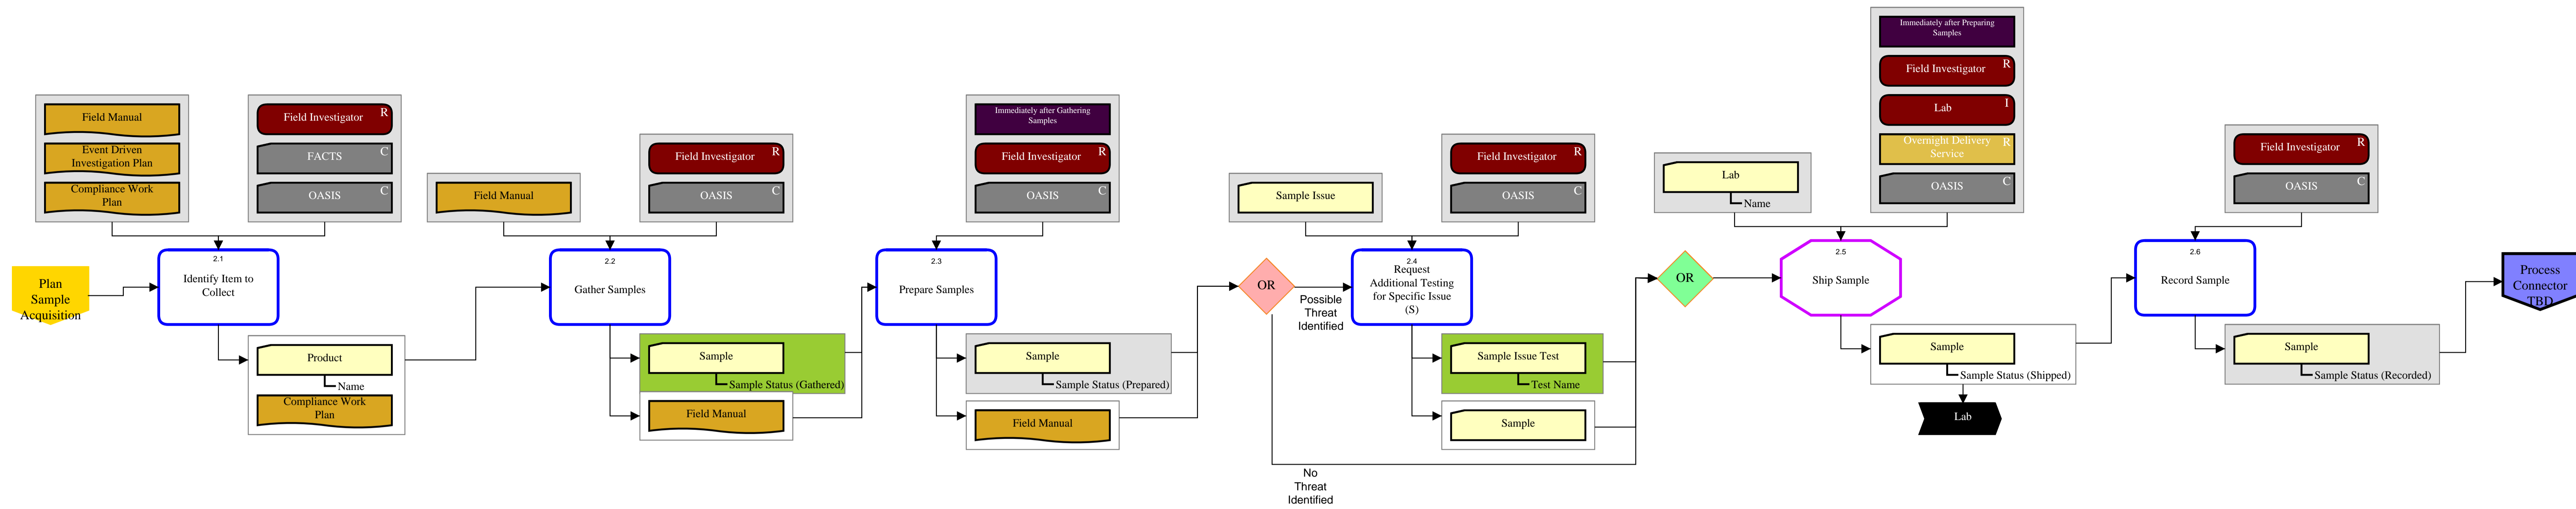 Plan
Sample
Acquisition
Field Manual
Event Driven
Investigation Plan
Compliance Work
Plan
Field Investigator
R
FACTS
C
OASIS
C
2.1
Identify Item to
Collect
Product
Name
Compliance Work
Plan
Field Manual
Field Investigator
R
OASIS
C
2.2
Gather Samples
Sample
Sample Status (Gathered)
Field Manual
Immediately after Gathering
Samples
Field Investigator
R
OASIS
C
2.3
Prepare Samples
Sample
Sample Status (Prepared)
Field Manual
OR
Possible
Threat
Identified
No
Threat
Identified
Sample Issue
Field Investigator
R
OASIS
C
2.4
Request
Additional Testing
for Specific Issue
(S)
Sample Issue Test
Test Name
Sample
OR
Lab
Name
Immediately after Preparing
Samples
Field Investigator
R
Lab
I
Overnight Delivery
Service
R
OASIS
C
2.5
Ship Sample
Sample
Sample Status (Shipped)
Lab
Field Investigator
R
OASIS
C
2.6
Record Sample
Sample
Sample Status (Recorded)
Process
Connector
TBD